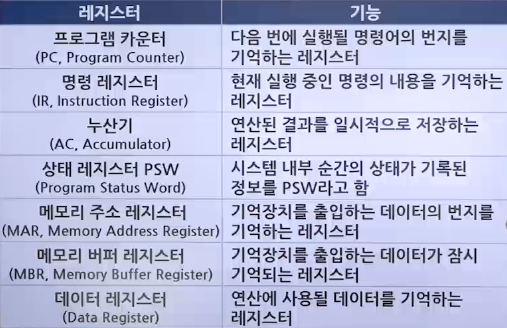 레지스터
기능
프로그램 카운터
(PC, Program Counter)
다음 번에 실행될 명령어의 번지를
기억하는 레지스터
명령 레지스터
(IR, Instruction Register)
현재 실행 중인 명령의 내용을 기억하는
레지스터
누산기
(AC, Accumulator)
연산된 결과를 일시적으로 저장하는
레지스터
상태 레지스터 PSW
(Program Status Word)
시스템 내부 순간의 상태가 기록된
정보를 PSW라고 함
메모리 주소 레지스터
(MAR, Memory Address Register)
기억장치를 출입하는 데이터의 번지를
기억하는 레지스터
메모리 버퍼 레지스터
(MBR, Memory Buffer Register)
기억장치를 출입하는 데이터가 잠시
기억되는 레지스터
데이터 레지스터
(Data Register)
연산에 사용될 데이터를 기억하는
레지스터